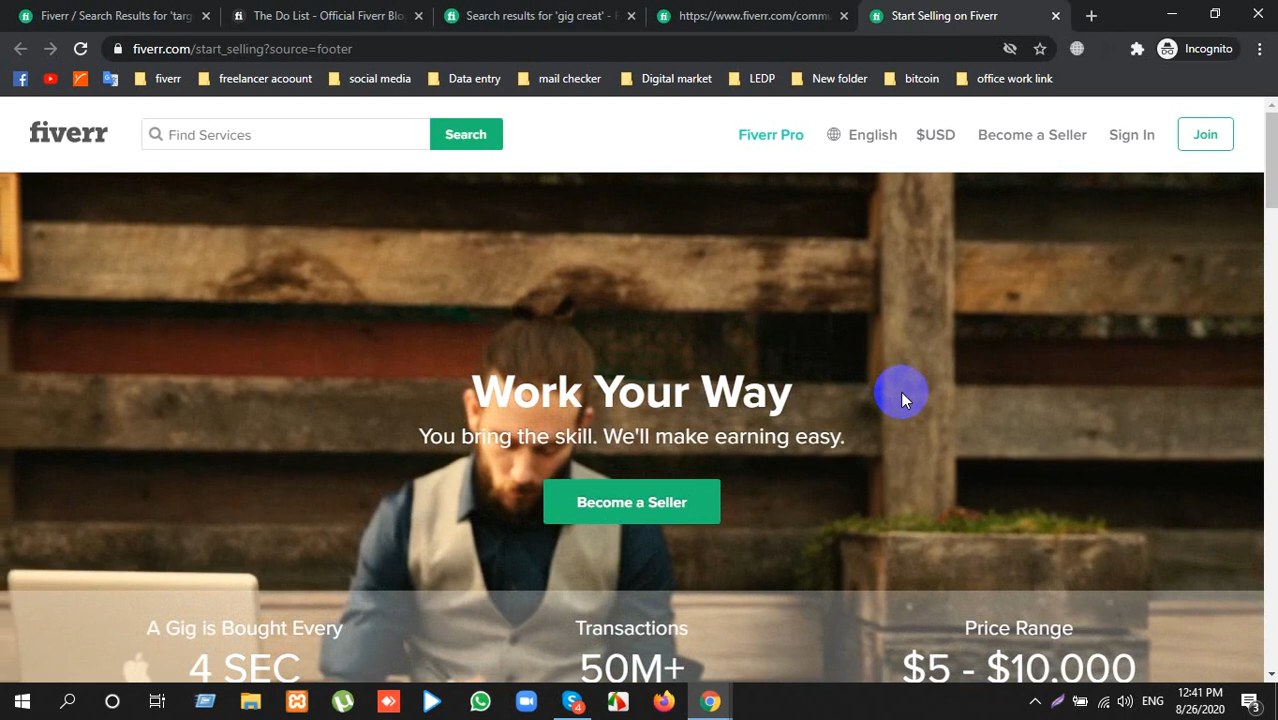 Fiverr / Search Results for 'targ
The Do List - Official Fiverr Blo
Search results for 'gig creat' - F
https://www.fiverr.com/commu
Start Selling on Fiverr
fiverr.com/start_selling?source=footer
Incognito
fiverr
freelancer acoount
social media
Data entry
mail checker
Digital market
LEDP
New folder
bitcoin
office work link
fiverr
Find Services
Search
Fiverr Pro
English
$USD
Become a Seller
Sign In
Join
Work Your Way
You bring the skill. We'll make earning easy.
Become a Seller
A Gig is Bought Every
Transactions
Price Range
4 SEC
50M+
$5 - $10,000
4
ENG
12:41 PM
8/26/2020
3